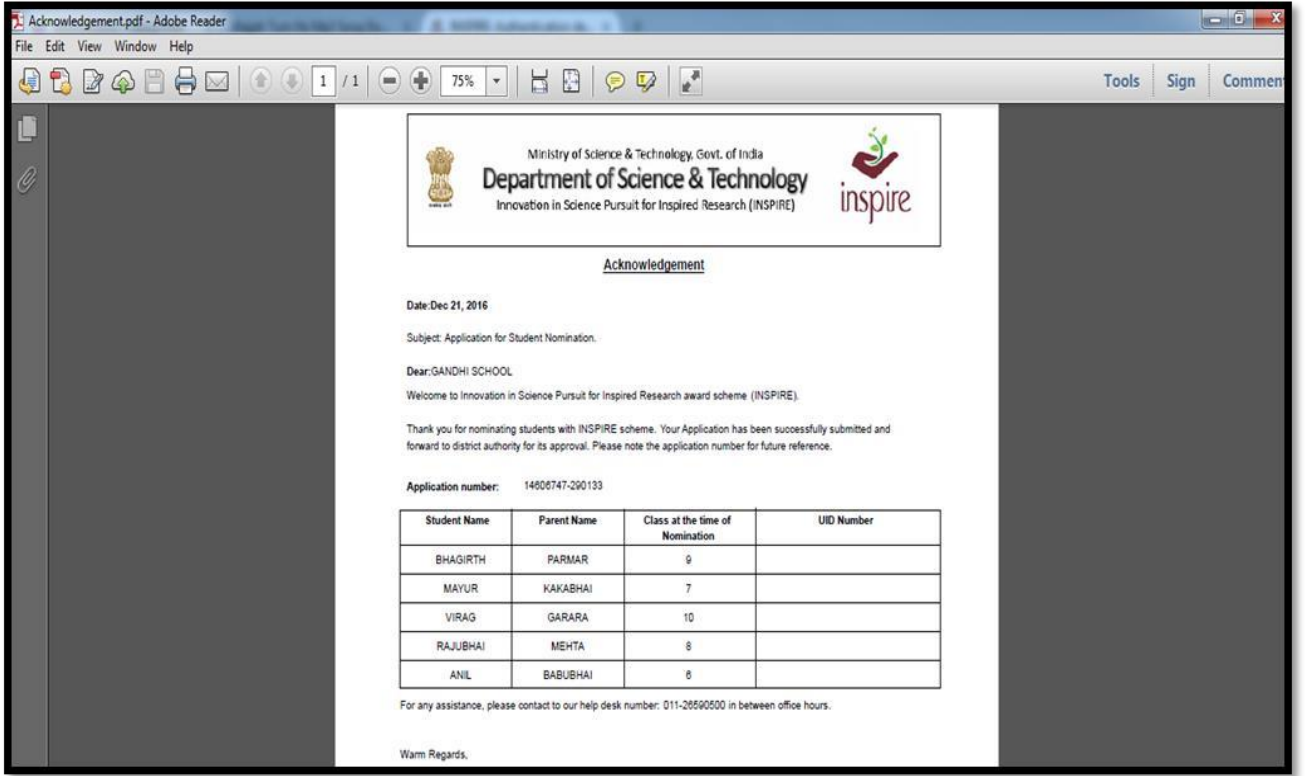 Acknowledgement.pdf - Adobe Reader
File Edit View Window Help
1 / 1 75% Tools Sign Commen
Ministry of Science & Technology, Govt. of India
Department of Science & Technology
Innovation in Science Pursuit for Inspired Research (INSPIRE)
inspire
Acknowledgement
Date:Dec 21, 2016
Subject: Application for Student Nomination.
Dear:GANDHI SCHOOL
Welcome to Innovation in Science Pursuit for Inspired Research award scheme (INSPIRE).
Thank you for nominating students with INSPIRE scheme. Your Application has been successfully submitted and
forward to district authority for its approval. Please note the application number for future reference.
Application number: 14606747-290133
Student Name Parent Name Class at the time of Nomination UID Number
BHAGIRTH PARMAR 9
MAYUR KAKABHAI 7
VIRAG GARARA 10
RAJUBHAI MEHTA 8
ANIL BABUBHAI 6
For any assistance, please contact to our help desk number: 011-26590500 in between office hours.
Warm Regards,